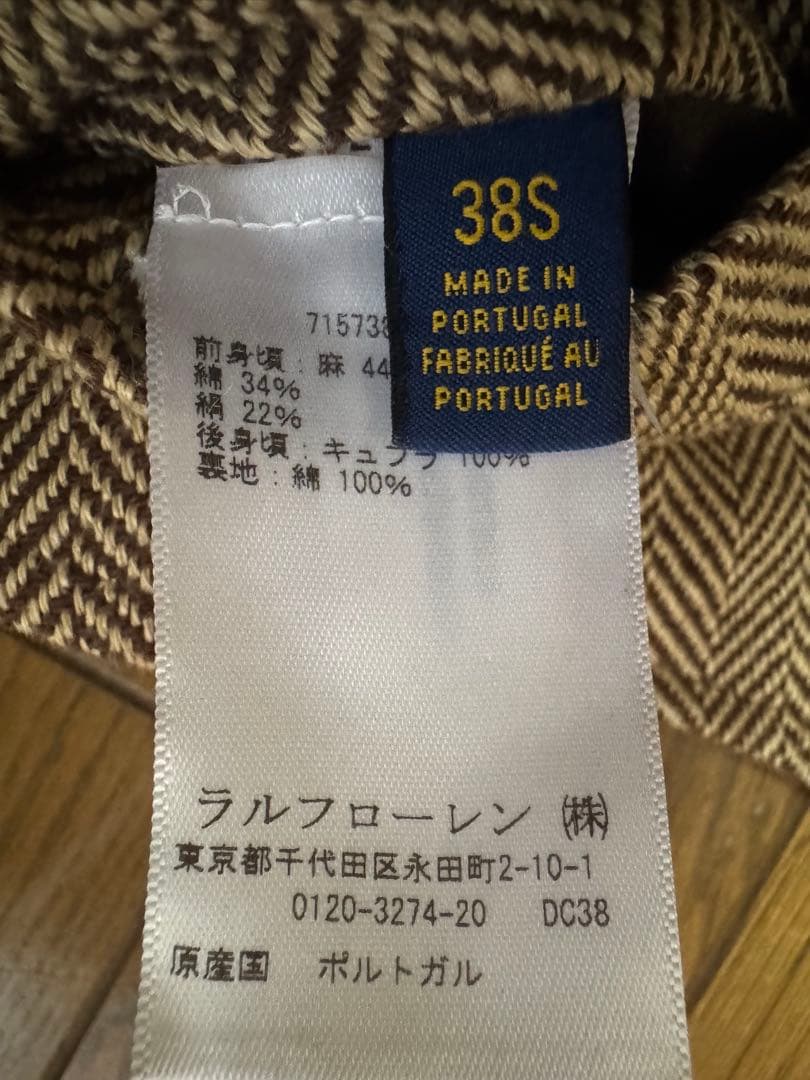 38S
MADE IN
PORTUGAL
FABRIQUÉ AU
PORTUGAL
前身頃 : 麻 44
綿 34%
絹 22%
後身頃 : キュプラ 100%
裏地 : 綿 100%
ラルフローレン ㈱
東京都千代田区永田町2-10-1
0120-3274-20 DC38
原産国 ポルトガル